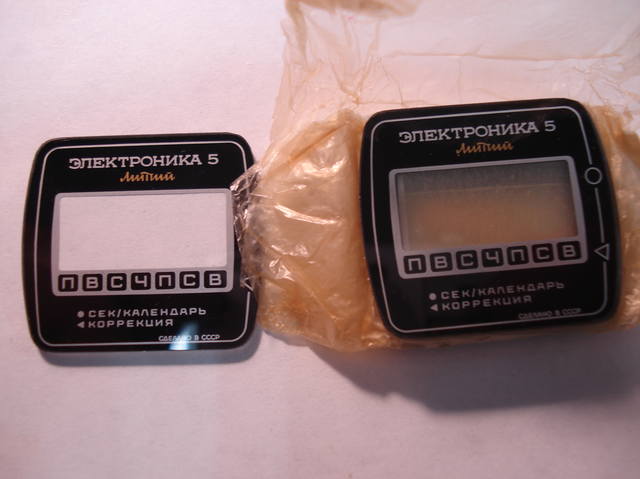 ЭЛЕКТРОНИКА 5
Литий
П В С Ч П С В
СЕК/КАЛЕНДАРЬ
КОРРЕКЦИЯ
СДЕЛАНО В СССР
ЭЛЕКТРОНИКА 5
Литий
П В С Ч П С В
СЕК/КАЛЕНДАРЬ
КОРРЕКЦИЯ
СДЕЛАНО В СССР